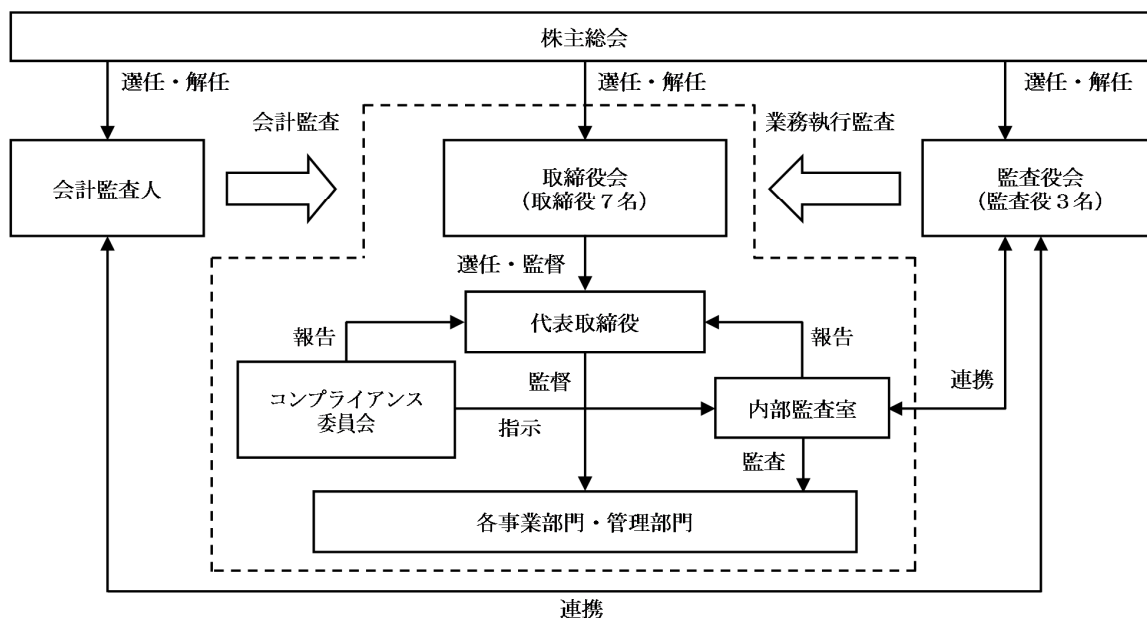 株主総会
選任・解任
選任・解任
選任・解任
会計監査
業務執行監査
会計監査人
取締役会
(取締役7名)
監査役会
(監査役3名)
選任・監督
代表取締役
報告
報告
監督
連携
コンプライアンス
委員会
指示
内部監査室
監査
各事業部門・管理部門
連携